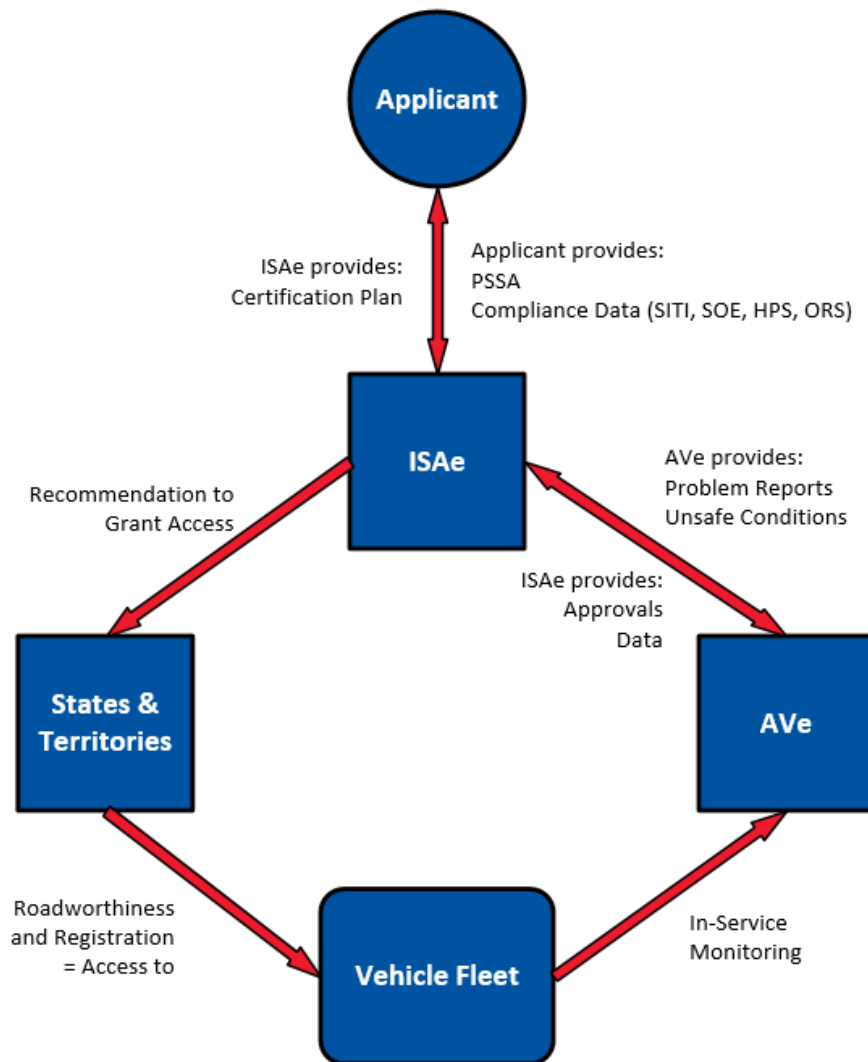 Applicant
ISAe provides:
Certification Plan
Applicant provides:
PSSA
Compliance Data (SITI, SOE, HPS, ORS)
ISAe
Recommendation to
Grant Access
AVe provides:
Problem Reports
Unsafe Conditions
ISAe provides:
Approvals
Data
States &
Territories
AVe
Roadworthiness
and Registration
= Access to
Vehicle Fleet
In-Service
Monitoring